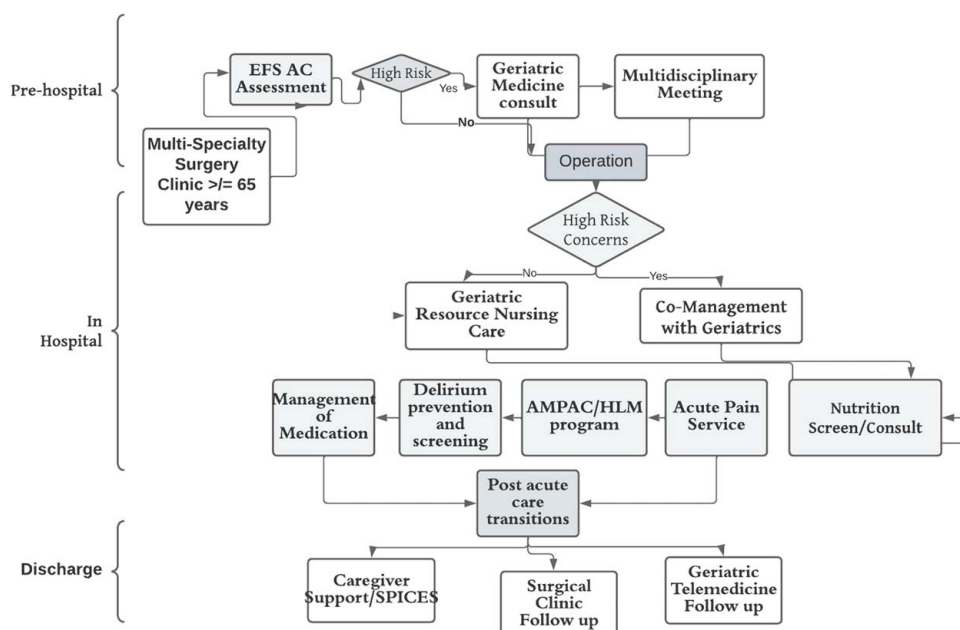 Pre-hospital
EFS AC
Assessment
High Risk
Yes
No
Geriatric
Medicine
consult
Multidisciplinary
Meeting
Multi-Specialty
Surgery
Clinic >/= 65
years
Operation
In
Hospital
High Risk
Concerns
No
Yes
Geriatric
Resource Nursing
Care
Co-Management
with Geriatrics
Management
of
Medication
Delirium
prevention
and
screening
AMPAC/HLM
program
Acute Pain
Service
Nutrition
Screen/Consult
Post acute
care
transitions
Discharge
Caregiver
Support/SPICES
Surgical
Clinic
Follow up
Geriatric
Telemedicine
Follow up